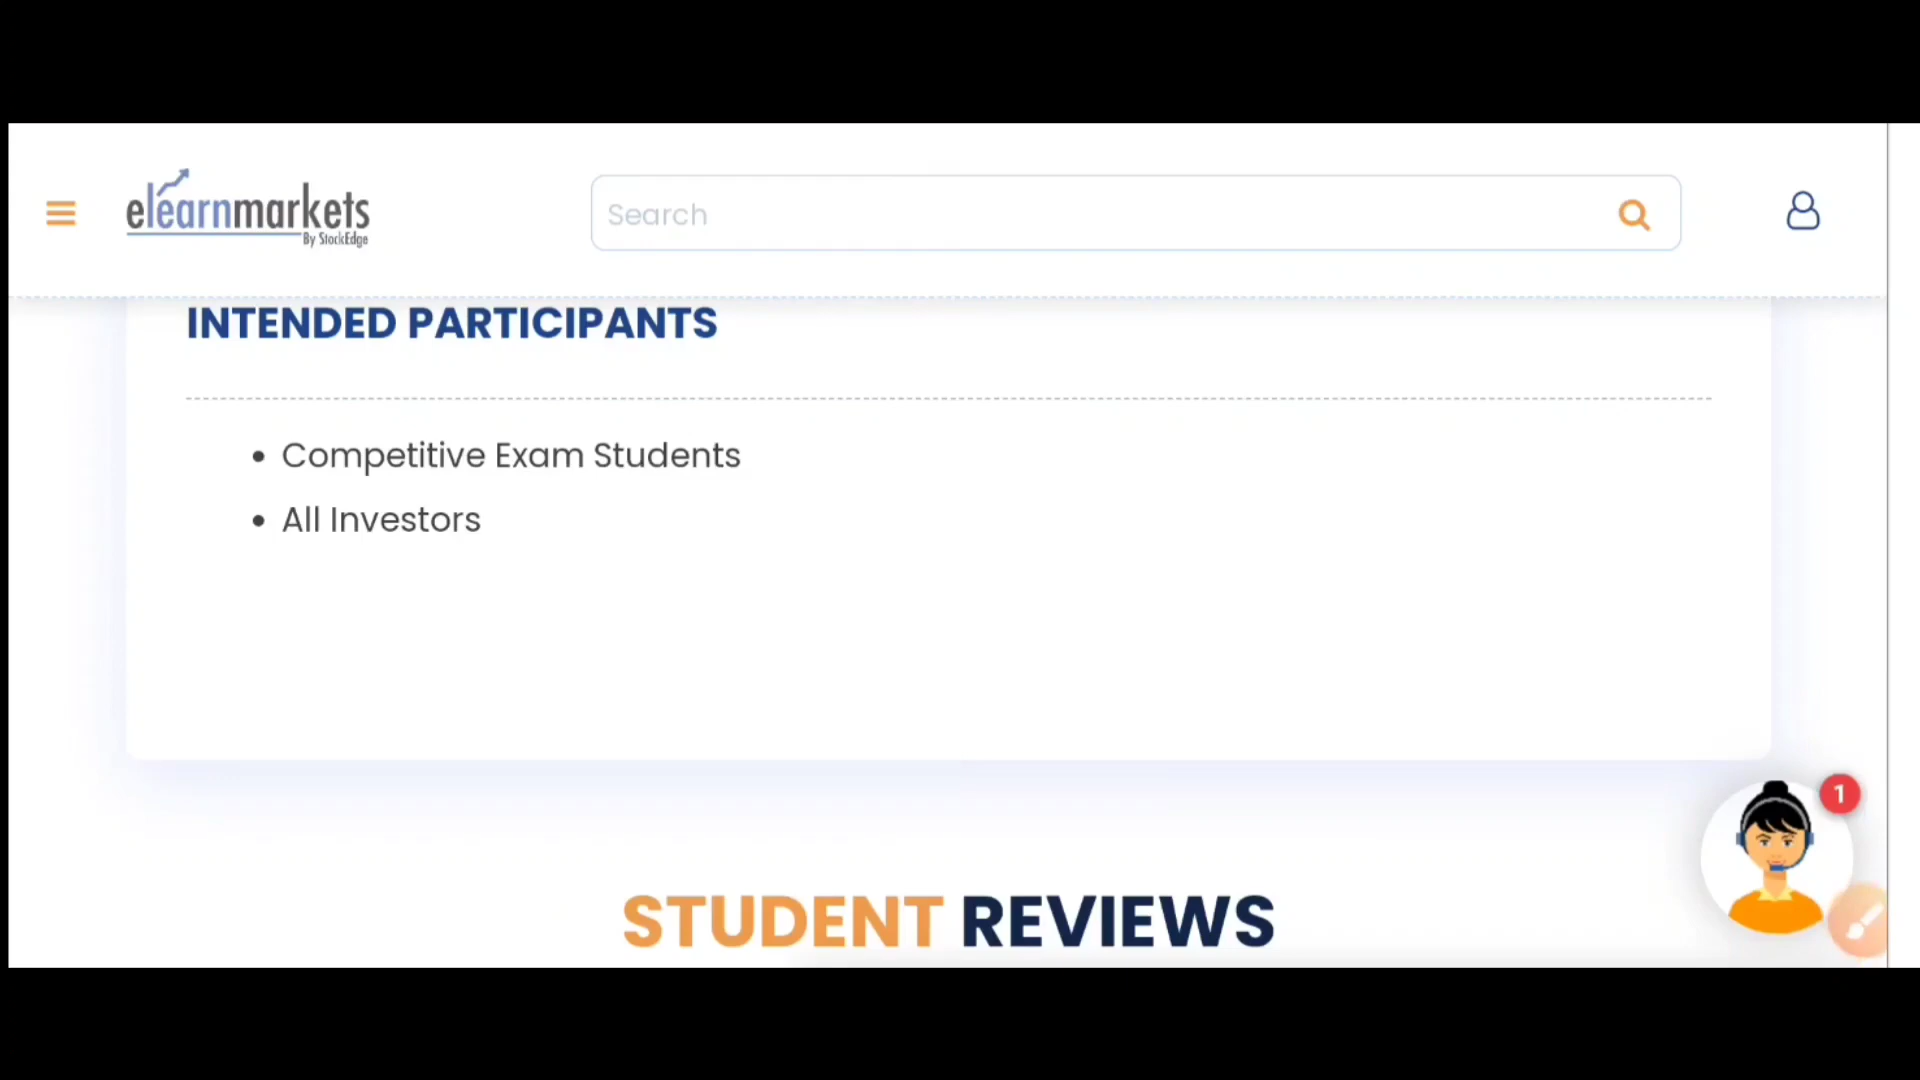 elearnmarkets
By StockEdge
Search
INTENDED PARTICIPANTS
• Competitive Exam Students
• All Investors
1
STUDENT REVIEWS